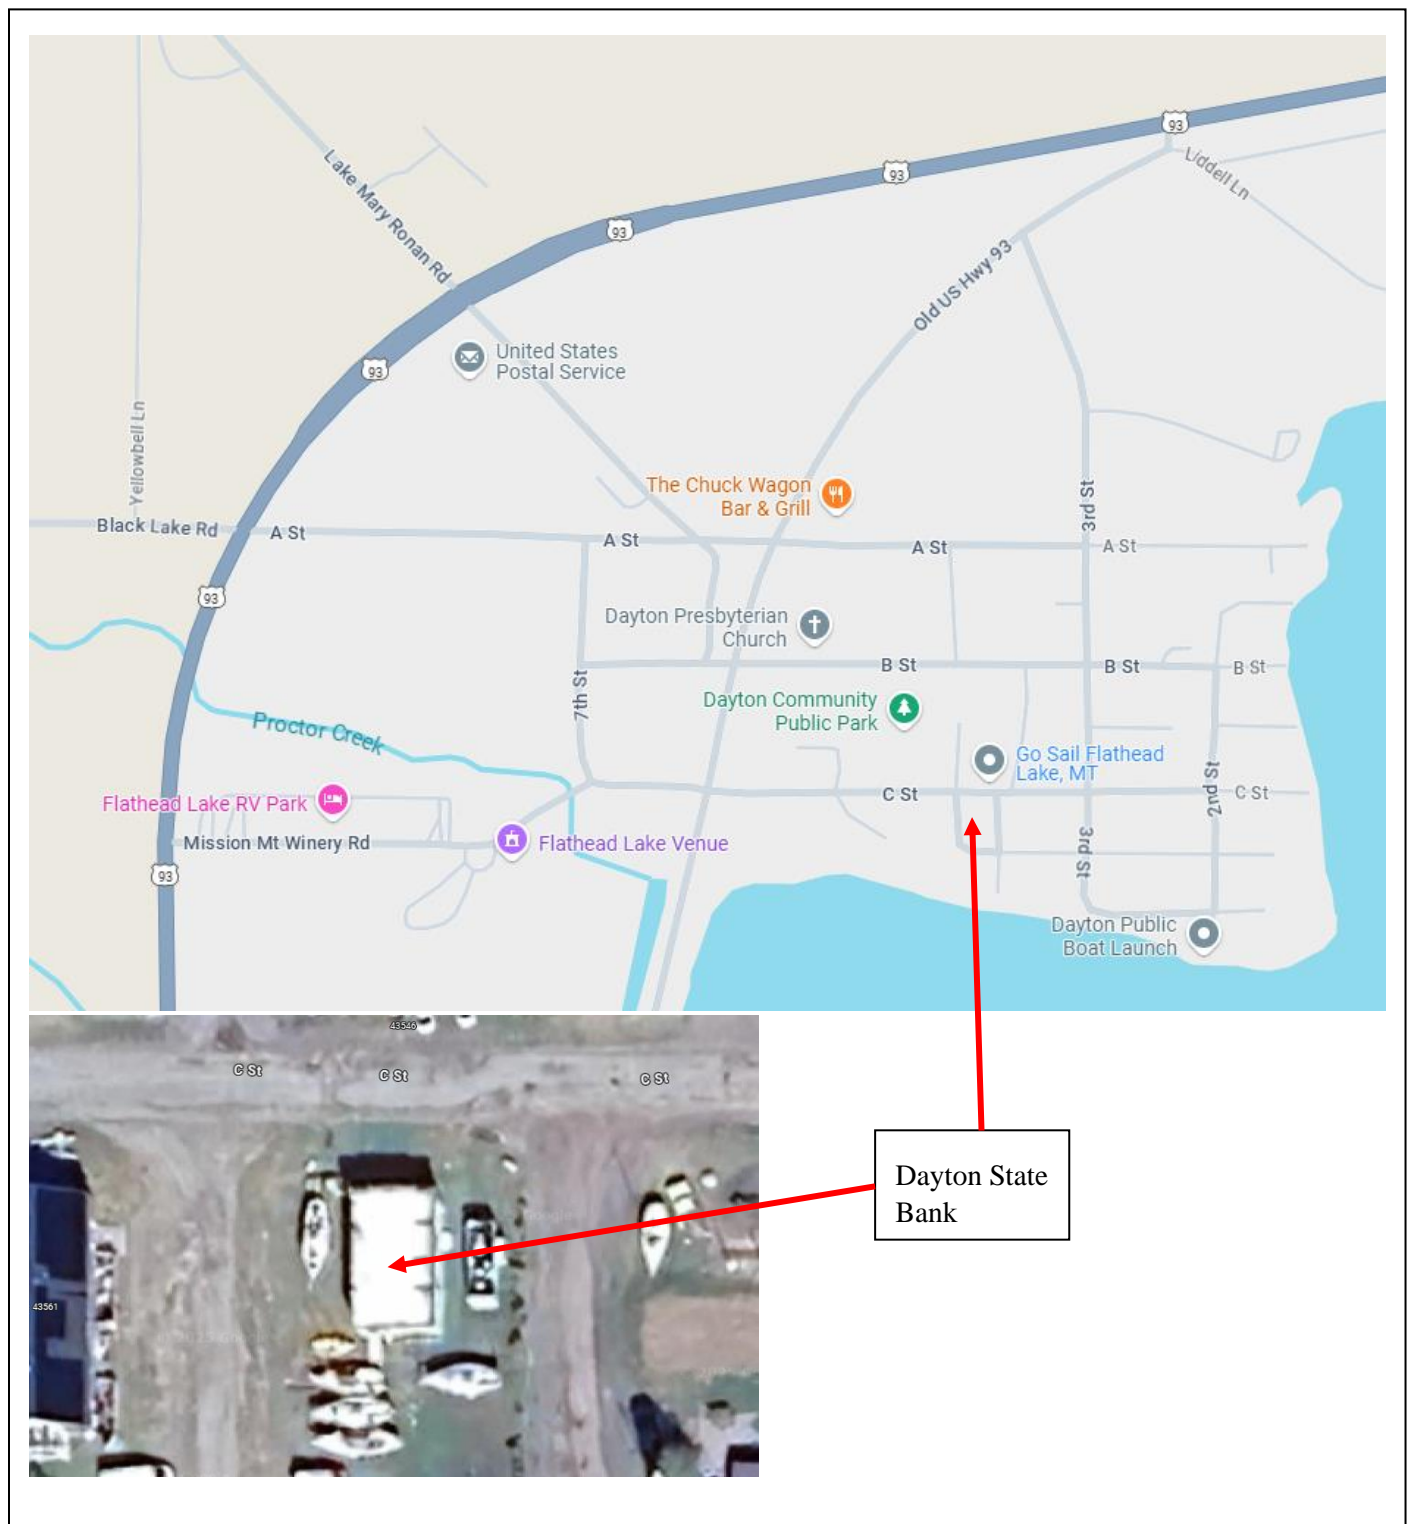 93
93
93
93
93
93
Liddell Ln
Lake Mary Ronan Rd
Old US Hwy 93
United States
Postal Service
Yellowbell Ln
The Chuck Wagon
Bar & Grill
3rd St
Black Lake Rd
A St
A St
A St
A St
Dayton Presbyterian
Church
B St
B St
B St
7th St
Dayton Community
Public Park
Proctor Creek
Go Sail Flathead
Lake, MT
2nd St
C St
C St
Flathead Lake RV Park
Mission Mt Winery Rd
Flathead Lake Venue
3rd St
Dayton Public
Boat Launch
43546
C St
C St
C St
Dayton State
Bank
Google
43561